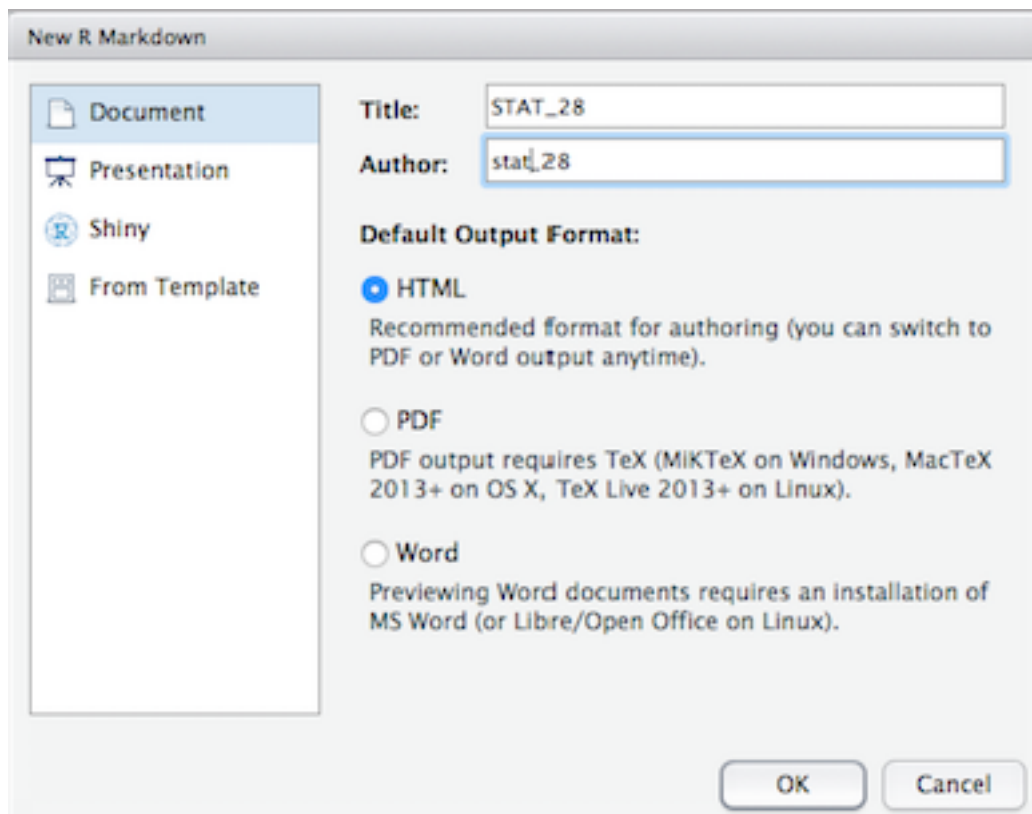 New R Markdown
Document
Presentation
Shiny
From Template
Title:
STAT_28
Author:
stat_28
Default Output Format:
HTML
Recommended format for authoring (you can switch to
PDF or Word output anytime).
PDF
PDF output requires TeX (MiKTeX on Windows, MacTeX
2013+ on OS X, TeX Live 2013+ on Linux).
Word
Previewing Word documents requires an installation of
MS Word (or Libre/Open Office on Linux).
OK
Cancel